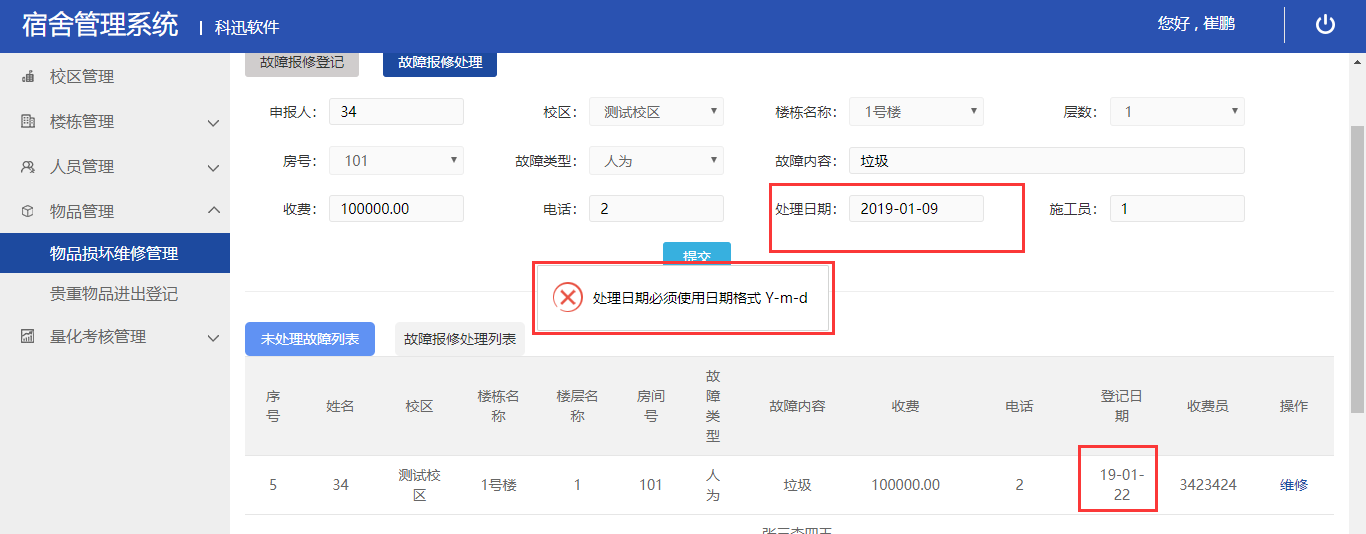 宿舍管理系统 | 科迅软件 您好 , 崔鹏
校区管理
楼栋管理
人员管理
物品管理
物品损坏维修管理
贵重物品进出登记
量化考核管理
故障报修登记 故障报修处理
申报人: 34 校区: 测试校区 楼栋名称: 1号楼 层数: 1
房号: 101 故障类型: 人为 故障内容: 垃圾
收费: 100000.00 电话: 2 处理日期: 2019-01-09 施工员: 1
提交
处理日期必须使用日期格式 Y-m-d
未处理故障列表 故障报修处理列表
序号 姓名 校区 楼栋名称 楼层名称 房间号 故障类型 故障内容 收费 电话 登记日期 收费员 操作
5 34 测试校区 1号楼 1 101 人为 垃圾 100000.00 2 19-01-22 3423424 维修